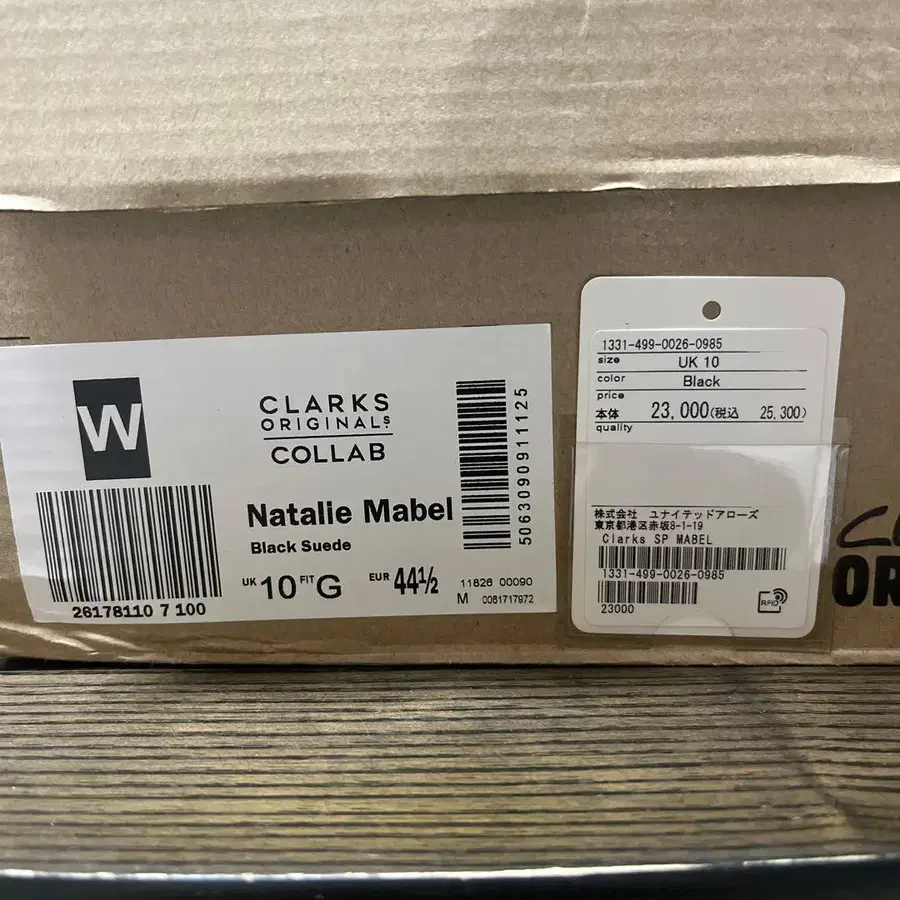 W
CLARKS
ORIGINALS
COLLAB
Natalie Mabel
Black Suede
UK 10 FIT G EUR 44½
26178110 7 100
5063090911125
11826 00090
M 0061717972
1331-499-0026-0985
size UK 10
color Black
price
本体 23,000(税込 25,300)
quality
株式会社 ユナイテッドアローズ
東京都港区赤坂8-1-19
Clarks SP MABEL
1331-499-0026-0985
23000
RFID
OR